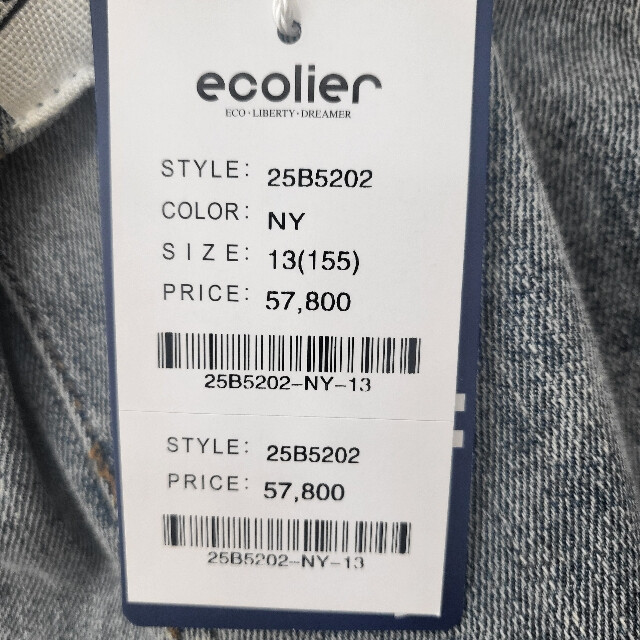 ecolier
ECO · LIBERTY · DREAMER
STYLE: 25B5202
COLOR: NY
SIZE: 13(155)
PRICE: 57,800
25B5202-NY-13
STYLE: 25B5202
PRICE: 57,800
25B5202-NY-13